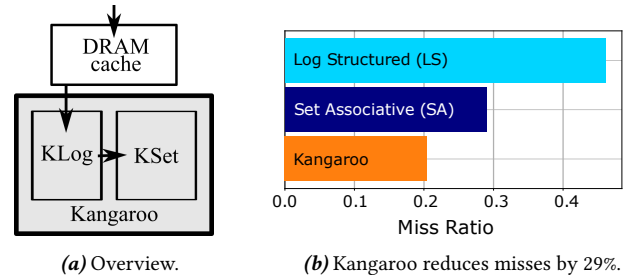 DRAM
cache
KLog
KSet
Kangaroo
(a) Overview.
Log Structured (LS)
Set Associative (SA)
Kangaroo
0.0 0.1 0.2 0.3 0.4
Miss Ratio
(b) Kangaroo reduces misses by 29%.